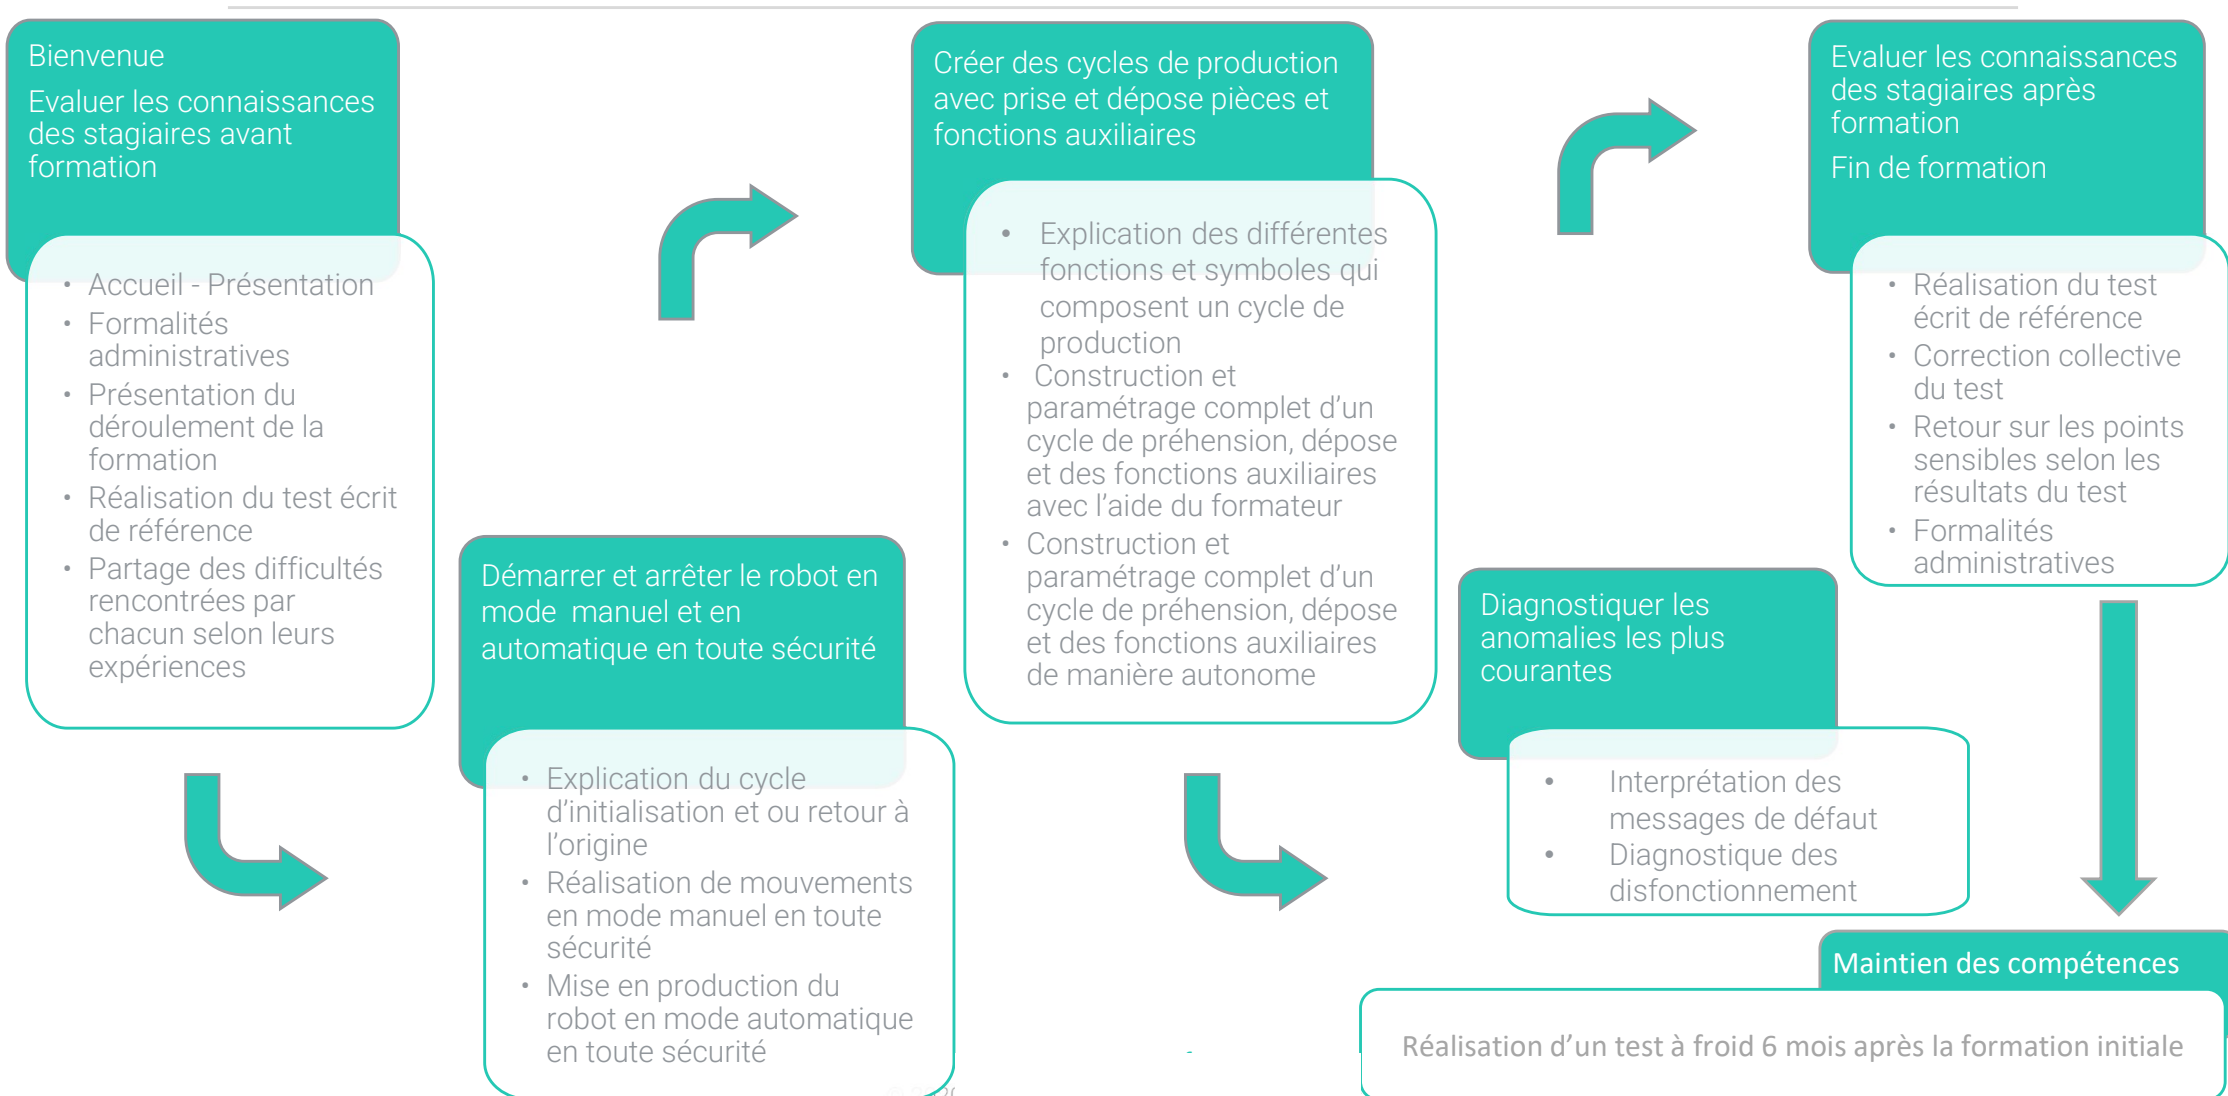 Bienvenue
Evaluer les connaissances
des stagiaires avant
formation
• Accueil - Présentation
• Formalités
administratives
• Présentation du
déroulement de la
formation
• Réalisation du test écrit
de référence
• Partage des difficultés
rencontrées par
chacun selon leurs
expériences
Démarrer et arrêter le robot en
mode manuel et en
automatique en toute sécurité
• Explication du cycle
d'initialisation et ou retour à
l'origine
• Réalisation de mouvements
en mode manuel en toute
sécurité
• Mise en production du
robot en mode automatique
en toute sécurité
Créer des cycles de production
avec prise et dépose pièces et
fonctions auxiliaires
• Explication des différentes
fonctions et symboles qui
composent un cycle de
production
• Construction et
paramétrage complet d'un
cycle de préhension, dépose
et des fonctions auxiliaires
avec l'aide du formateur
• Construction et
paramétrage complet d'un
cycle de préhension, dépose
et des fonctions auxiliaires
de manière autonome
Diagnostiquer les
anomalies les plus
courantes
• Interprétation des
messages de défaut
• Diagnostique des
disfonctionnement
Evaluer les connaissances
des stagiaires après
formation
Fin de formation
• Réalisation du test
écrit de référence
• Correction collective
du test
• Retour sur les points
sensibles selon les
résultats du test
• Formalités
administratives
Maintien des compétences
Réalisation d'un test à froid 6 mois après la formation initiale